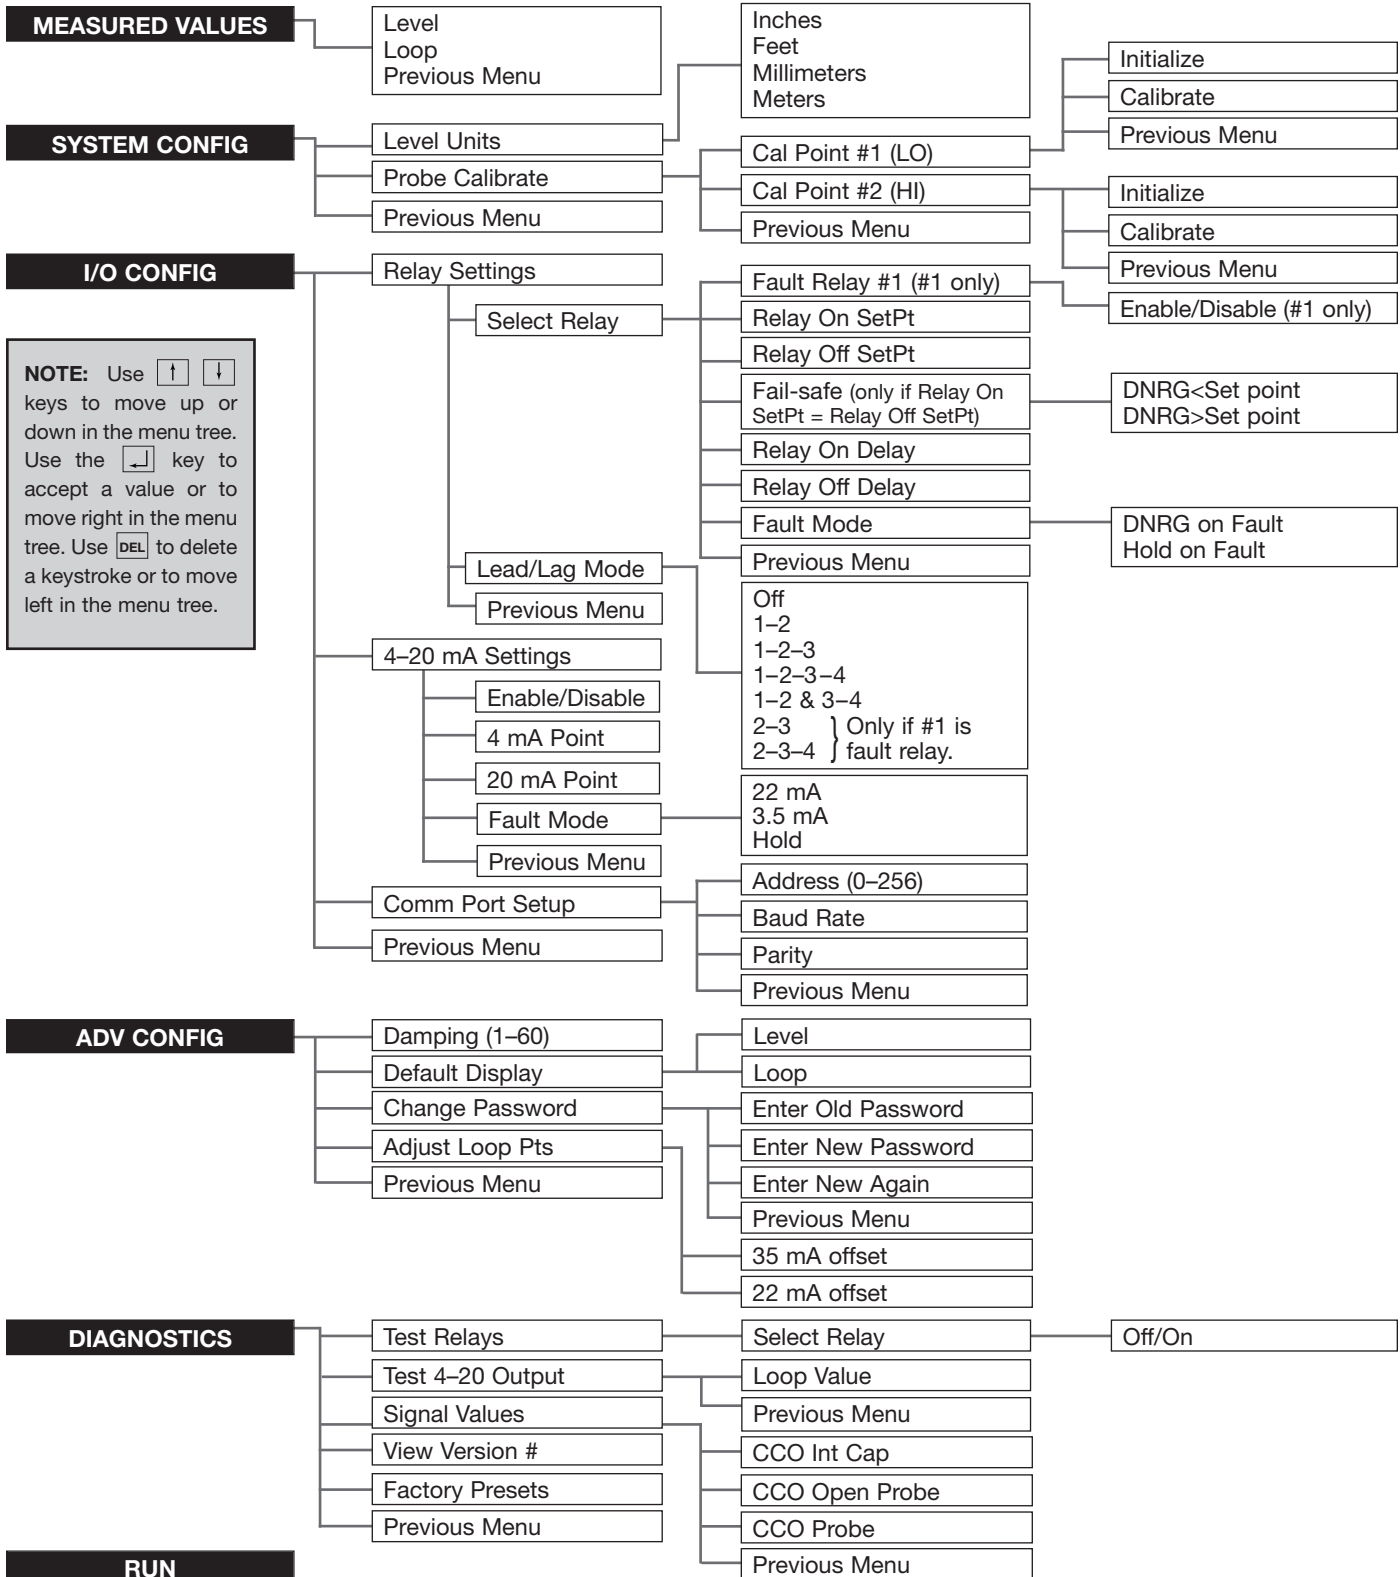 MEASURED VALUES
Level
Loop
Previous Menu
Inches
Feet
Millimeters
Meters
Initialize
Calibrate
Previous Menu
SYSTEM CONFIG
Level Units
Probe Calibrate
Previous Menu
Cal Point #1 (LO)
Cal Point #2 (HI)
Previous Menu
Initialize
Calibrate
Previous Menu
I/O CONFIG
Relay Settings
Select Relay
Fault Relay #1 (#1 only)
Enable/Disable (#1 only)
Relay On SetPt
Relay Off SetPt
Fail-safe (only if Relay On
SetPt = Relay Off SetPt)
DNRG<Set point
DNRG>Set point
Relay On Delay
Relay Off Delay
Fault Mode
DNRG on Fault
Hold on Fault
Previous Menu
NOTE: Use ↑ ↓
keys to move up or
down in the menu tree.
Use the ↵ key to
accept a value or to
move right in the menu
tree. Use DEL to delete
a keystroke or to move
left in the menu tree.
Lead/Lag Mode
Previous Menu
Off
1–2
1–2–3
1–2–3–4
1–2 & 3–4
2–3 } Only if #1 is
2–3–4 } fault relay.
4–20 mA Settings
Enable/Disable
4 mA Point
20 mA Point
Fault Mode
Previous Menu
22 mA
3.5 mA
Hold
Comm Port Setup
Previous Menu
Address (0–256)
Baud Rate
Parity
Previous Menu
ADV CONFIG
Damping (1–60)
Default Display
Change Password
Adjust Loop Pts
Previous Menu
Level
Loop
Enter Old Password
Enter New Password
Enter New Again
Previous Menu
35 mA offset
22 mA offset
DIAGNOSTICS
Test Relays
Select Relay
Off/On
Test 4–20 Output
Signal Values
View Version #
Factory Presets
Previous Menu
Loop Value
Previous Menu
CCO Int Cap
CCO Open Probe
CCO Probe
Previous Menu
RUN